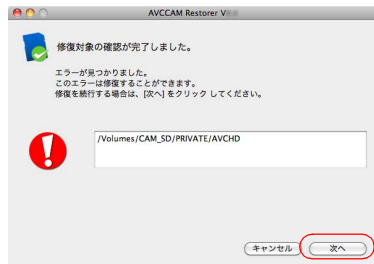 AVCCAM Restorer V
修復対象の確認が完了しました。
エラーが見つかりました。
このエラーは修復することができます。
修復を続行する場合は、[次へ] をクリック してください。
/Volumes/CAM_SD/PRIVATE/AVCHD
キャンセル
次へ